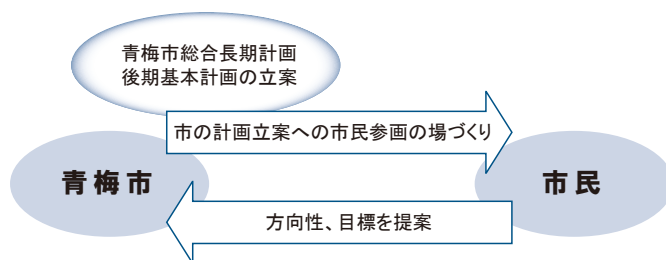 青梅市総合長期計画
後期基本計画の立案
市の計画立案への市民参画の場づくり
青梅市
市民
方向性、目標を提案